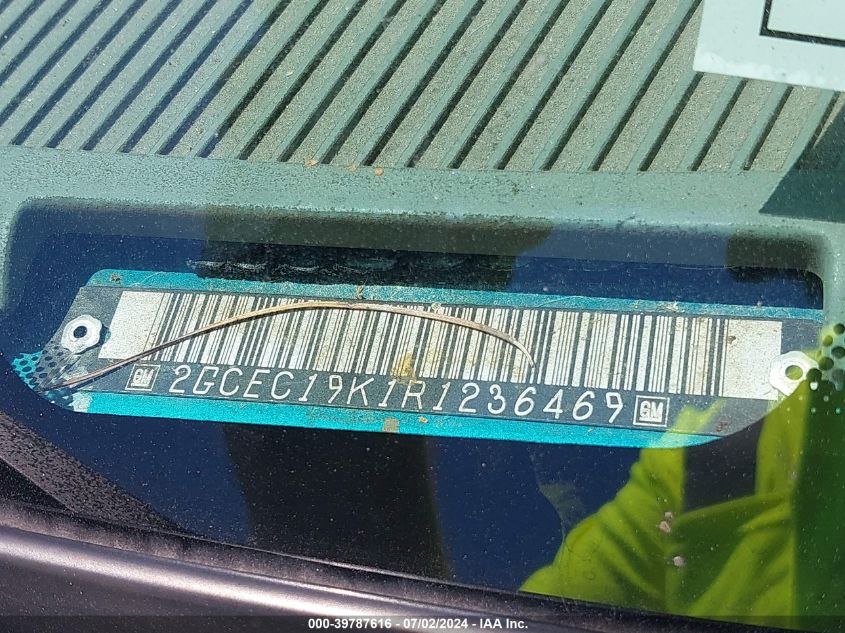 GM 2GCEC19K1R1236469 GM
000-39787616 - 07/02/2024 - IAA Inc.